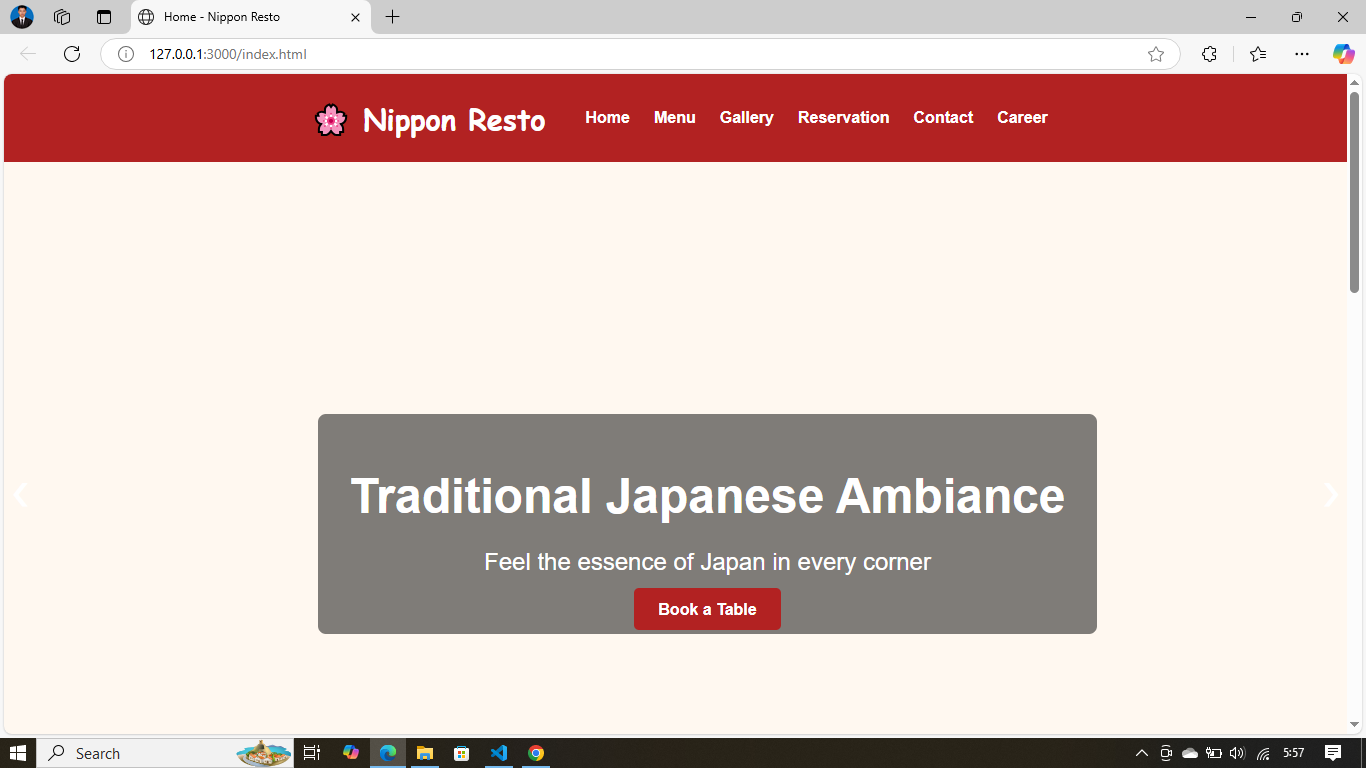 Home - Nippon Resto
127.0.0.1:3000/index.html
Nippon Resto Home Menu Gallery Reservation Contact Career
Traditional Japanese Ambiance
Feel the essence of Japan in every corner
Book a Table
Search
5:57